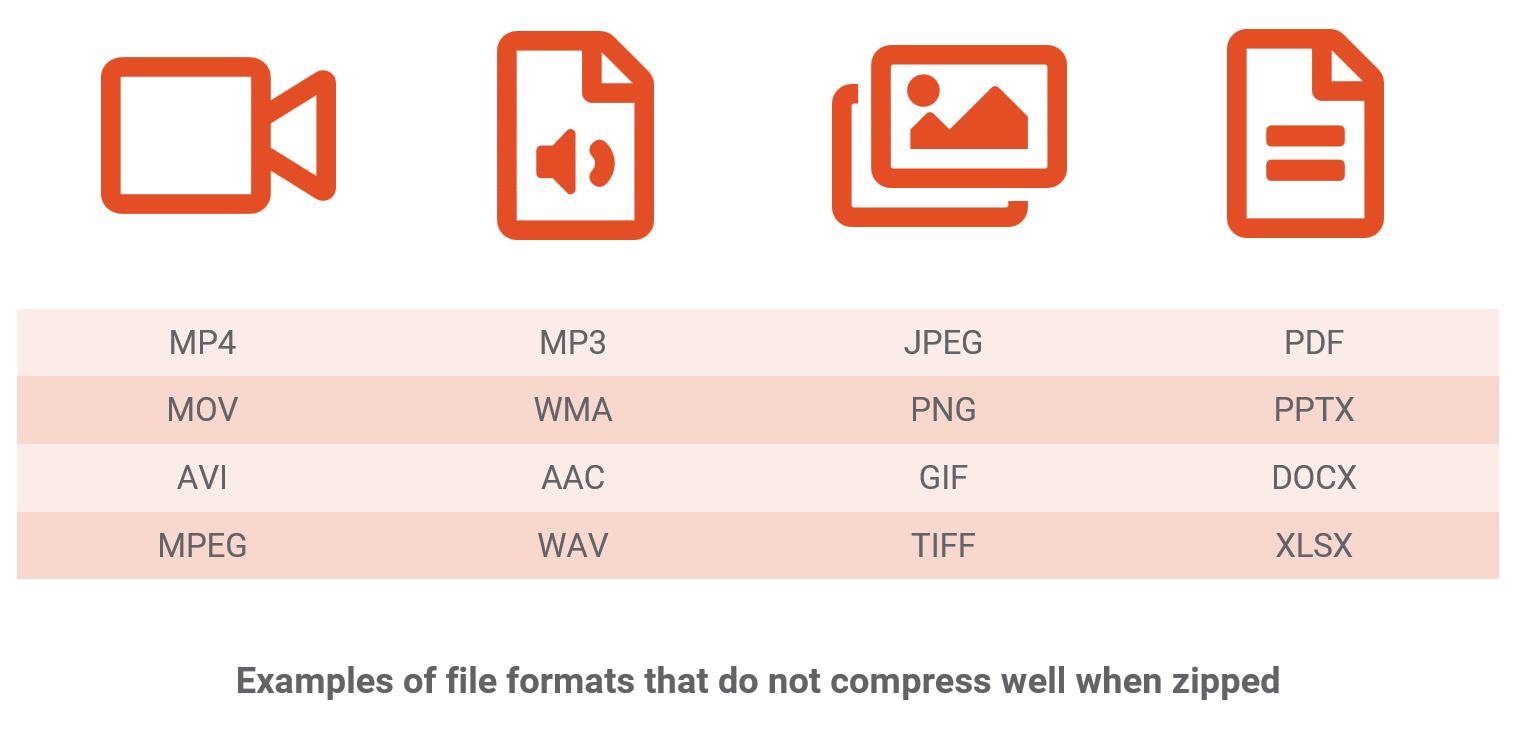 MP4 MP3 JPEG PDF
MOV WMA PNG PPTX
AVI AAC GIF DOCX
MPEG WAV TIFF XLSX
Examples of file formats that do not compress well when zipped